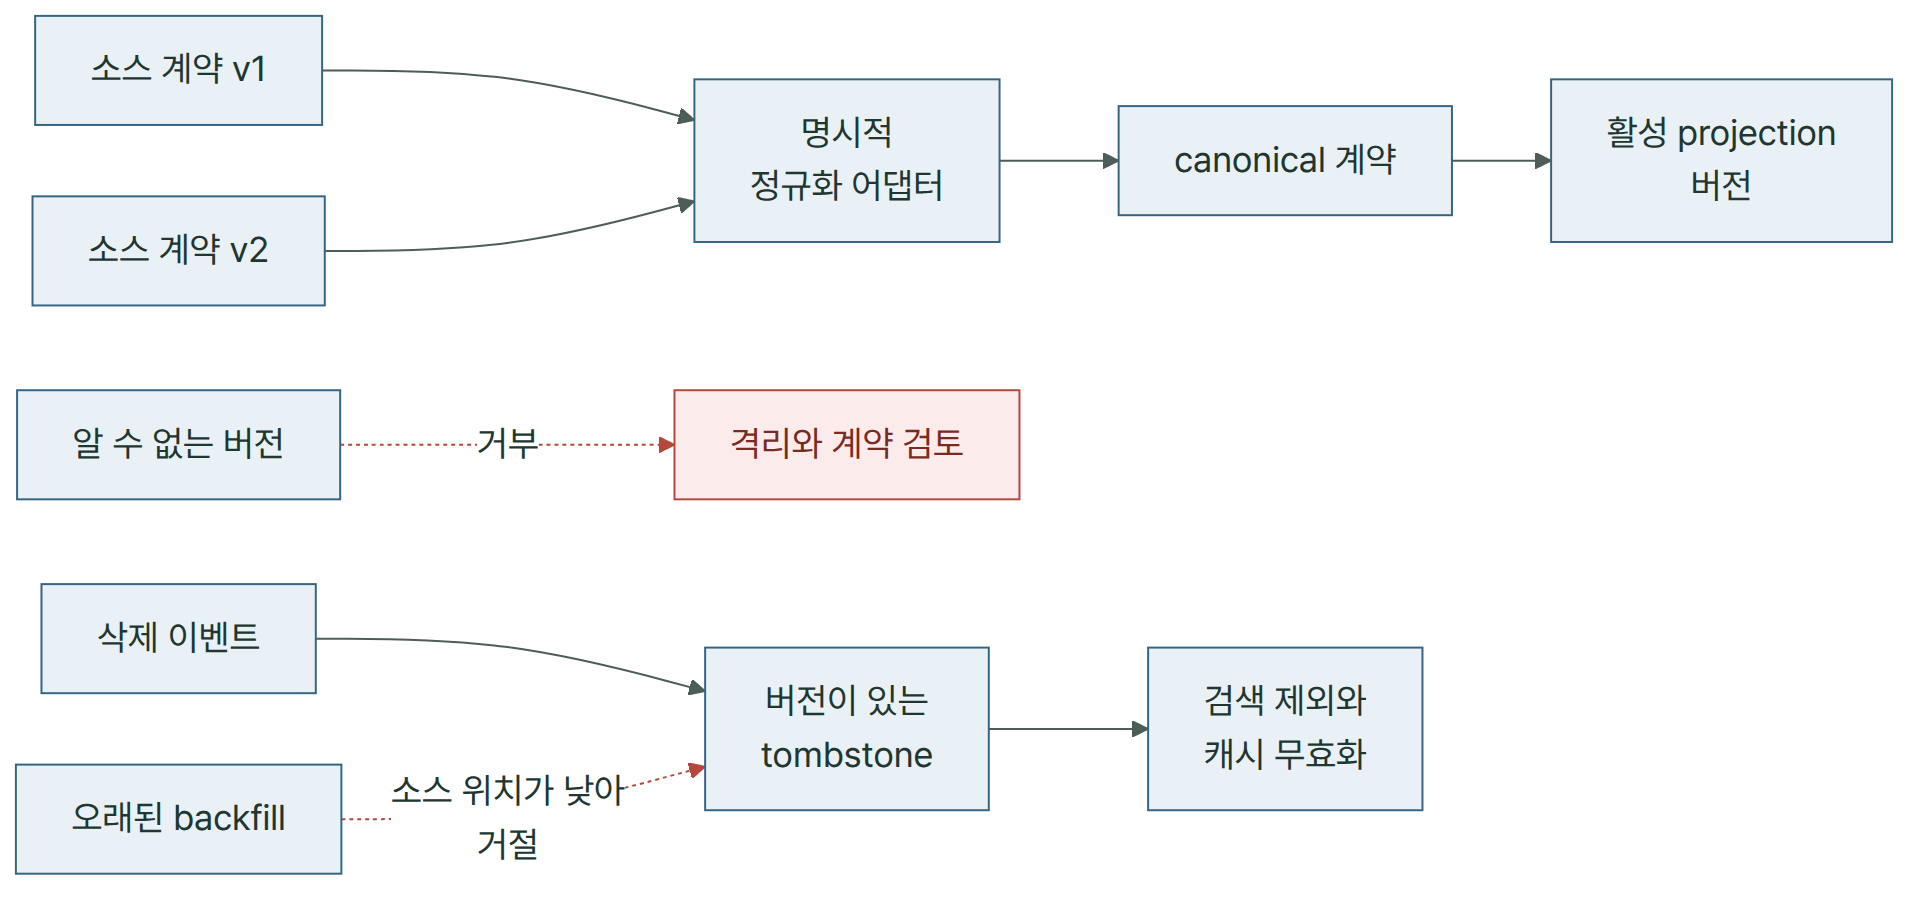 소스 계약 v1
소스 계약 v2
명시적
정규화 어댑터
canonical 계약
활성 projection
버전
알 수 없는 버전
거부
격리와 계약 검토
삭제 이벤트
오래된 backfill
소스 위치가 낮아
거절
버전이 있는
tombstone
검색 제외와
캐시 무효화